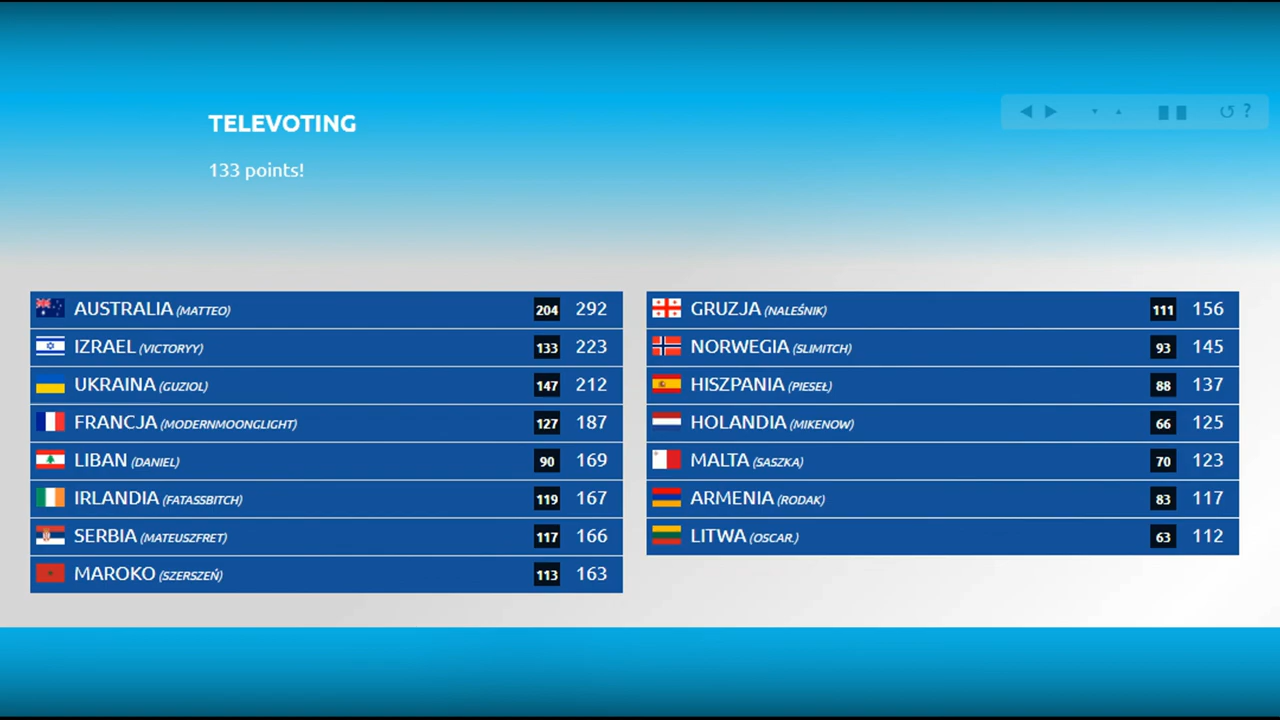 TELEVOTING
133 points!
AUSTRALIA (MATTEO) 204 292
IZRAEL (VICTORYY) 133 223
UKRAINA (GUZIOL) 147 212
FRANCJA (MODERNMOONGLIGHT) 127 187
LIBAN (DANIEL) 90 169
IRLANDIA (FATASSBITCH) 119 167
SERBIA (MATEUSZFRET) 117 166
MAROKO (SZERSZEŃ) 113 163
GRUZJA (NALEŚNIK) 111 156
NORWEGIA (SLIMITCH) 93 145
HISZPANIA (PIESEŁ) 88 137
HOLANDIA (MIKENOW) 66 125
MALTA (SASZKA) 70 123
ARMENIA (RODAK) 83 117
LITWA (OSCAR.) 63 112